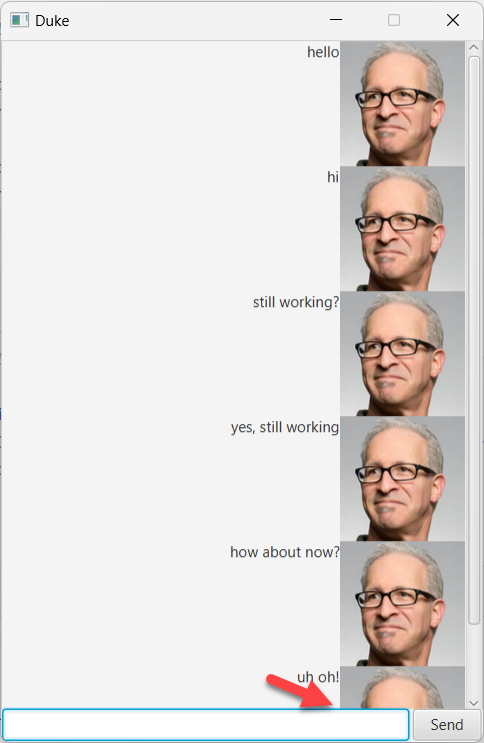 Duke
hello
hi
still working?
yes, still working
how about now?
uh oh!
Send